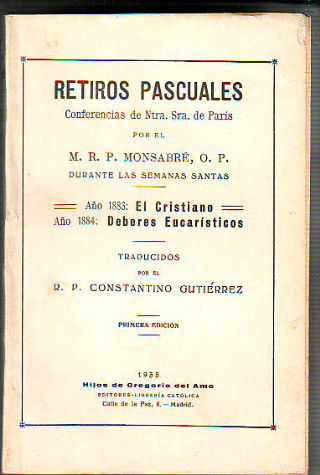 RETIROS PASCUALES
Conferencias de Ntra. Sra. de París
POR EL
M. R. P. MONSABRÉ, O. P.
DURANTE LAS SEMANAS SANTAS
Año 1883: El Cristiano
Año 1884: Deberes Eucarísticos
TRADUCIDOS
POR EL
R. P. CONSTANTINO GUTIÉRREZ
PRIMERA EDICIÓN
1935
Hijos de Gregorio del Amo
EDITORES-LIBRERÍA CATÓLICA
Calle de la Paz, 6.—Madrid.